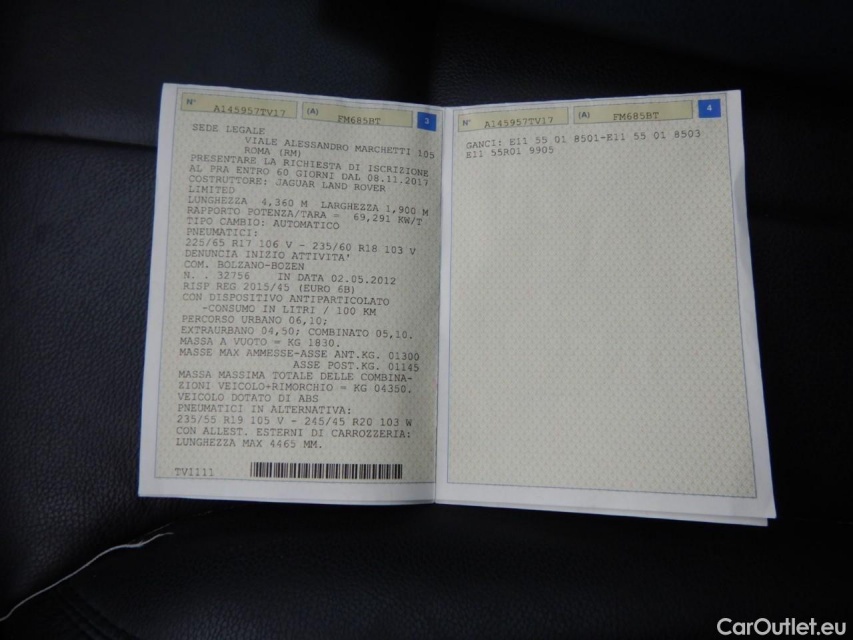 N° A145957TV17 (A) FM685BT 3
SEDE LEGALE
VIALE ALESSANDRO MARCHETTI 105
ROMA (RM)
PRESENTARE LA RICHIESTA DI ISCRIZIONE
AL PRA ENTRO 60 GIORNI DAL 08.11.2017
COSTRUTTORE: JAGUAR LAND ROVER
LIMITED
LUNGHEZZA 4,360 M LARGHEZZA 1,900 M
RAPPORTO POTENZA/TARA = 69,291 KW/T
TIPO CAMBIO: AUTOMATICO
PNEUMATICI:
225/65 R17 106 V - 235/60 R18 103 V
DENUNCIA INIZIO ATTIVITA'
COM. BOLZANO-BOZEN
N. . 32756 IN DATA 02.05.2012
RISP REG 2015/45 (EURO 6B)
CON DISPOSITIVO ANTIPARTICOLATO
-CONSUMO IN LITRI / 100 KM
PERCORSO URBANO 06,10;
EXTRAURBANO 04,50; COMBINATO 05,10.
MASSA A VUOTO = KG 1830.
MASSE MAX AMMESSE-ASSE ANT.KG. 01300
ASSE POST.KG. 01145
MASSA MASSIMA TOTALE DELLE COMBINA-
ZIONI VEICOLO+RIMORCHIO = KG 04350.
VEICOLO DOTATO DI ABS
PNEUMATICI IN ALTERNATIVA:
235/55 R19 105 V - 245/45 R20 103 W
CON ALLEST. ESTERNI DI CARROZZERIA:
LUNGHEZZA MAX 4465 MM.
TV1111
N° A145957TV17 (A) FM685BT 4
GANCI: E11 55 01 8501-E11 55 01 8503
E11 55R01 9905
CarOutlet.eu